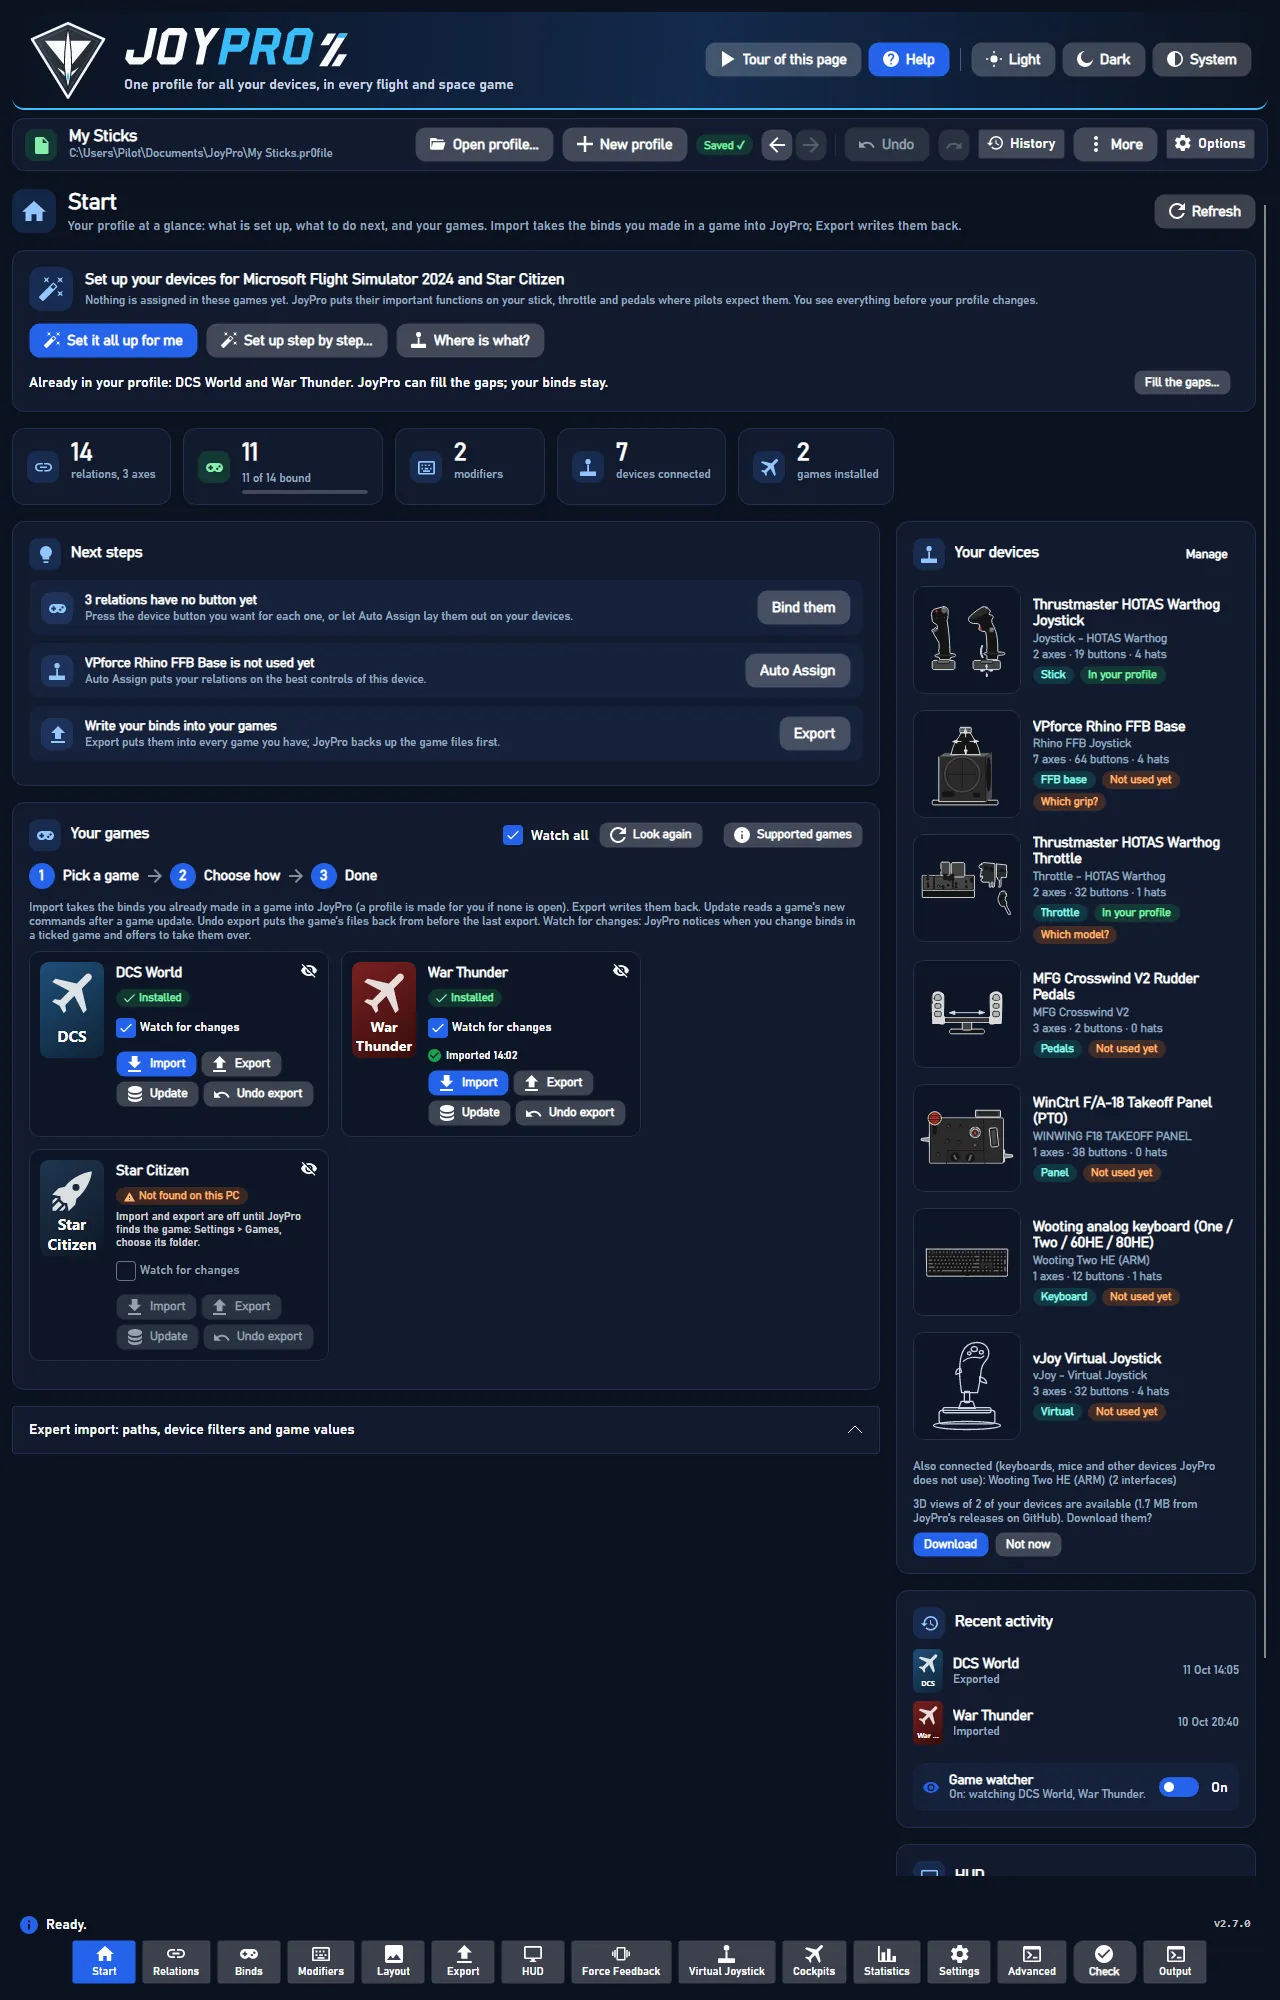 JOYPRO
One profile for all your devices, in every flight and space game
Tour of this page
Help
Light
Dark
System
My Sticks
C:\Users\Pilot\Documents\JoyPro\My Sticks.pr0file
Open profile...
New profile
Saved ✓
Undo
History
More
Options
Start
Your profile at a glance: what is set up, what to do next, and your games. Import takes the binds you made in a game into JoyPro; Export writes them back.
Refresh
Set up your devices for Microsoft Flight Simulator 2024 and Star Citizen
Nothing is assigned in these games yet. JoyPro puts their important functions on your stick, throttle and pedals where pilots expect them. You see everything before your profile changes.
Set it all up for me
Set up step by step...
Where is what?
Already in your profile: DCS World and War Thunder. JoyPro can fill the gaps; your binds stay.
Fill the gaps...
14
relations, 3 axes
11
11 of 14 bound
2
modifiers
7
devices connected
2
games installed
Next steps
3 relations have no button yet
Press the device button you want for each one, or let Auto Assign lay them out on your devices.
Bind them
VPforce Rhino FFB Base is not used yet
Auto Assign puts your relations on the best controls of this device.
Auto Assign
Write your binds into your games
Export puts them into every game you have; JoyPro backs up the game files first.
Export
Your games
Watch all
Look again
Supported games
1 Pick a game
2 Choose how
3 Done
Import takes the binds you already made in a game into JoyPro (a profile is made for you if none is open). Export writes them back. Update reads a game's new
commands after a game update. Undo export puts the game's files back from before the last export. Watch for changes: JoyPro notices when you change binds in
a ticked game and offers to take them over.
DCS
DCS World
Installed
Watch for changes
Import
Export
Update
Undo export
War
Thunder
War Thunder
Installed
Watch for changes
Imported 14:02
Import
Export
Update
Undo export
Star
Citizen
Star Citizen
Not found on this PC
Import and export are off until JoyPro
finds the game: Settings > Games,
choose its folder.
Watch for changes
Import
Export
Update
Undo export
Expert import: paths, device filters and game values
Your devices
Manage
Thrustmaster HOTAS Warthog
Joystick
Joystick - HOTAS Warthog
2 axes · 19 buttons · 4 hats
Stick
In your profile
VPforce Rhino FFB Base
Rhino FFB Joystick
7 axes · 64 buttons · 4 hats
FFB base
Not used yet
Which grip?
Thrustmaster HOTAS Warthog
Throttle
Throttle - HOTAS Warthog
2 axes · 32 buttons · 1 hats
Throttle
In your profile
Which model?
MFG Crosswind V2 Rudder
Pedals
MFG Crosswind V2
3 axes · 2 buttons · 0 hats
Pedals
Not used yet
WinCtrl F/A-18 Takeoff Panel
(PTO)
WINWING F18 TAKEOFF PANEL
1 axes · 38 buttons · 0 hats
Panel
Not used yet
Wooting analog keyboard (One /
Two / 60HE / 80HE)
Wooting Two HE (ARM)
1 axes · 12 buttons · 1 hats
Keyboard
Not used yet
vJoy Virtual Joystick
vJoy - Virtual Joystick
3 axes · 32 buttons · 4 hats
Virtual
Not used yet
Also connected (keyboards, mice and other devices JoyPro
does not use): Wooting Two HE (ARM) (2 interfaces)
3D views of 2 of your devices are available (1.7 MB from
JoyPro's releases on GitHub). Download them?
Download
Not now
Recent activity
DCS
DCS World
Exported
11 Oct 14:05
War ...
War Thunder
Imported
10 Oct 20:40
Game watcher
On: watching DCS World, War Thunder.
On
HUD
Ready.
v2.7.0
Start
Relations
Binds
Modifiers
Layout
Export
HUD
Force Feedback
Virtual Joystick
Cockpits
Statistics
Settings
Advanced
Check
Output